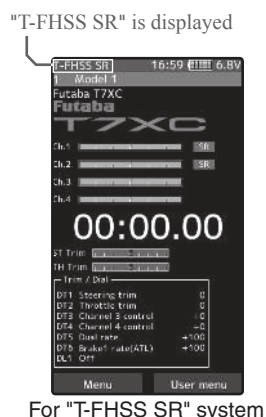 "T-FHSS SR" is displayed
T-FHSS SR 16:59 6.8V
1 Model 1
Futaba T7XC
Futaba
T7XC
Ch.1 SR
Ch.2 SR
Ch.3
Ch.4
00:00.00
ST Trim
TH Trim
Trim / Dial
DT1 Steering trim 0
DT2 Throttle trim 0
DT3 Channel 3 control +0
DT4 Channel 4 control +0
DT5 Dual rate +100
DT6 Brake1 rate(ATL) +100
DL1 Off
Menu User menu
For "T-FHSS SR" system